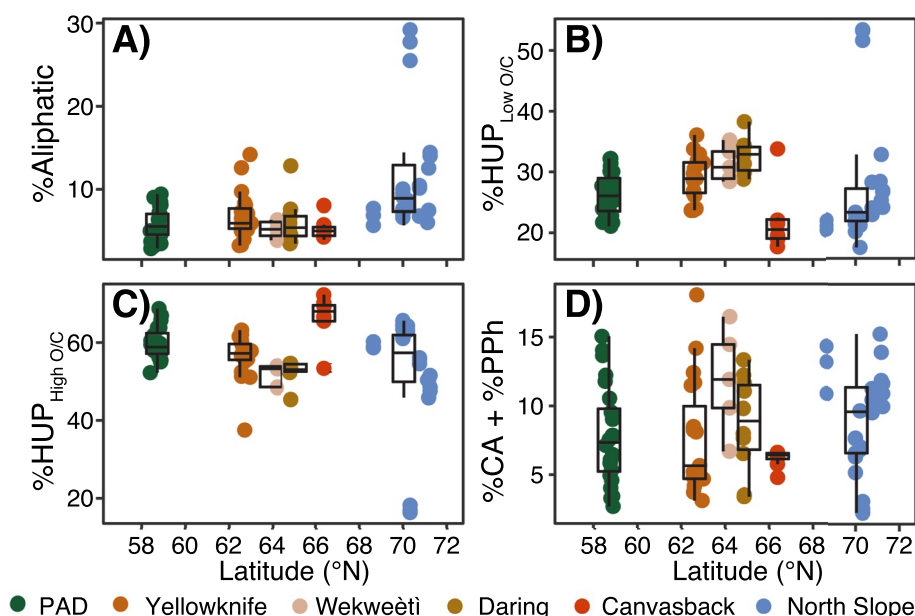 A)
%Aliphatic
30
20
10
B)
%HUP Low O/C
50
40
30
20
C)
%HUP High O/C
60
40
20
D)
%CA + %PPh
15
10
5
58 60 62 64 66 68 70 72
Latitude (°N)
58 60 62 64 66 68 70 72
Latitude (°N)
PAD Yellowknife Wekweètì Daring Canvasback North Slope